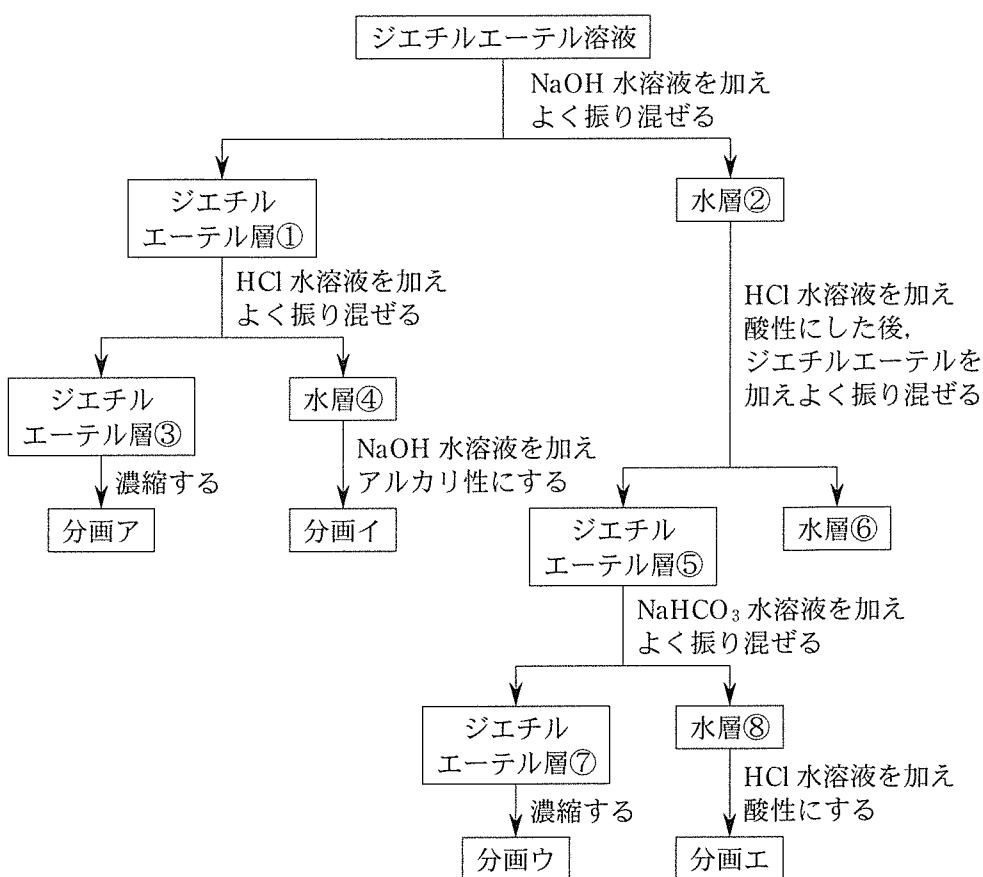 ジエチルエーテル溶液
NaOH 水溶液を加え
よく振り混ぜる
ジエチル
エーテル層①
水層②
HCl 水溶液を加え
よく振り混ぜる
HCl 水溶液を加え
酸性にした後,
ジエチルエーテルを
加えよく振り混ぜる
ジエチル
エーテル層③
水層④
濃縮する
NaOH 水溶液を加え
アルカリ性にする
分画ア
分画イ
ジエチル
エーテル層⑤
水層⑥
NaHCO₃ 水溶液を加え
よく振り混ぜる
ジエチル
エーテル層⑦
水層⑧
濃縮する
HCl 水溶液を加え
酸性にする
分画ウ
分画エ